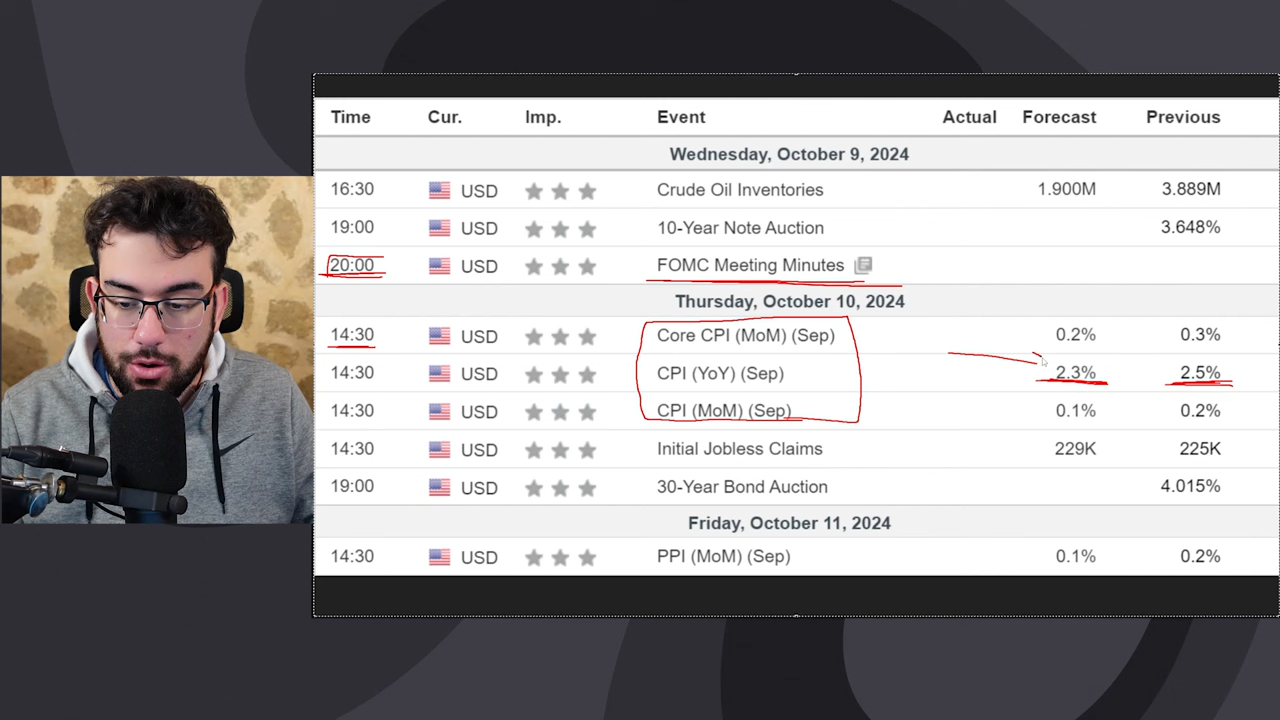 Time Cur. Imp. Event Actual Forecast Previous
Wednesday, October 9, 2024
16:30 USD Crude Oil Inventories 1.900M 3.889M
19:00 USD 10-Year Note Auction 3.648%
20:00 USD FOMC Meeting Minutes
Thursday, October 10, 2024
14:30 USD Core CPI (MoM) (Sep) 0.2% 0.3%
14:30 USD CPI (YoY) (Sep) 2.3% 2.5%
14:30 USD CPI (MoM) (Sep) 0.1% 0.2%
14:30 USD Initial Jobless Claims 229K 225K
19:00 USD 30-Year Bond Auction 4.015%
Friday, October 11, 2024
14:30 USD PPI (MoM) (Sep) 0.1% 0.2%